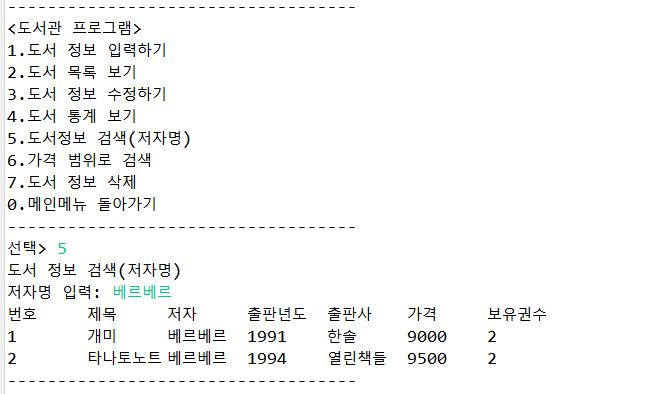 -----------------------------------
<도서관 프로그램>
1.도서 정보 입력하기
2.도서 목록 보기
3.도서 정보 수정하기
4.도서 통계 보기
5.도서정보 검색(저자명)
6.가격 범위로 검색
7.도서 정보 삭제
0.메인메뉴 돌아가기
-----------------------------------
선택> 5
도서 정보 검색(저자명)
저자명 입력: 베르베르
번호 제목 저자 출판년도 출판사 가격 보유권수
1 개미 베르베르 1991 한솔 9000 2
2 타나토노트 베르베르 1994 열린책들 9500 2
-----------------------------------